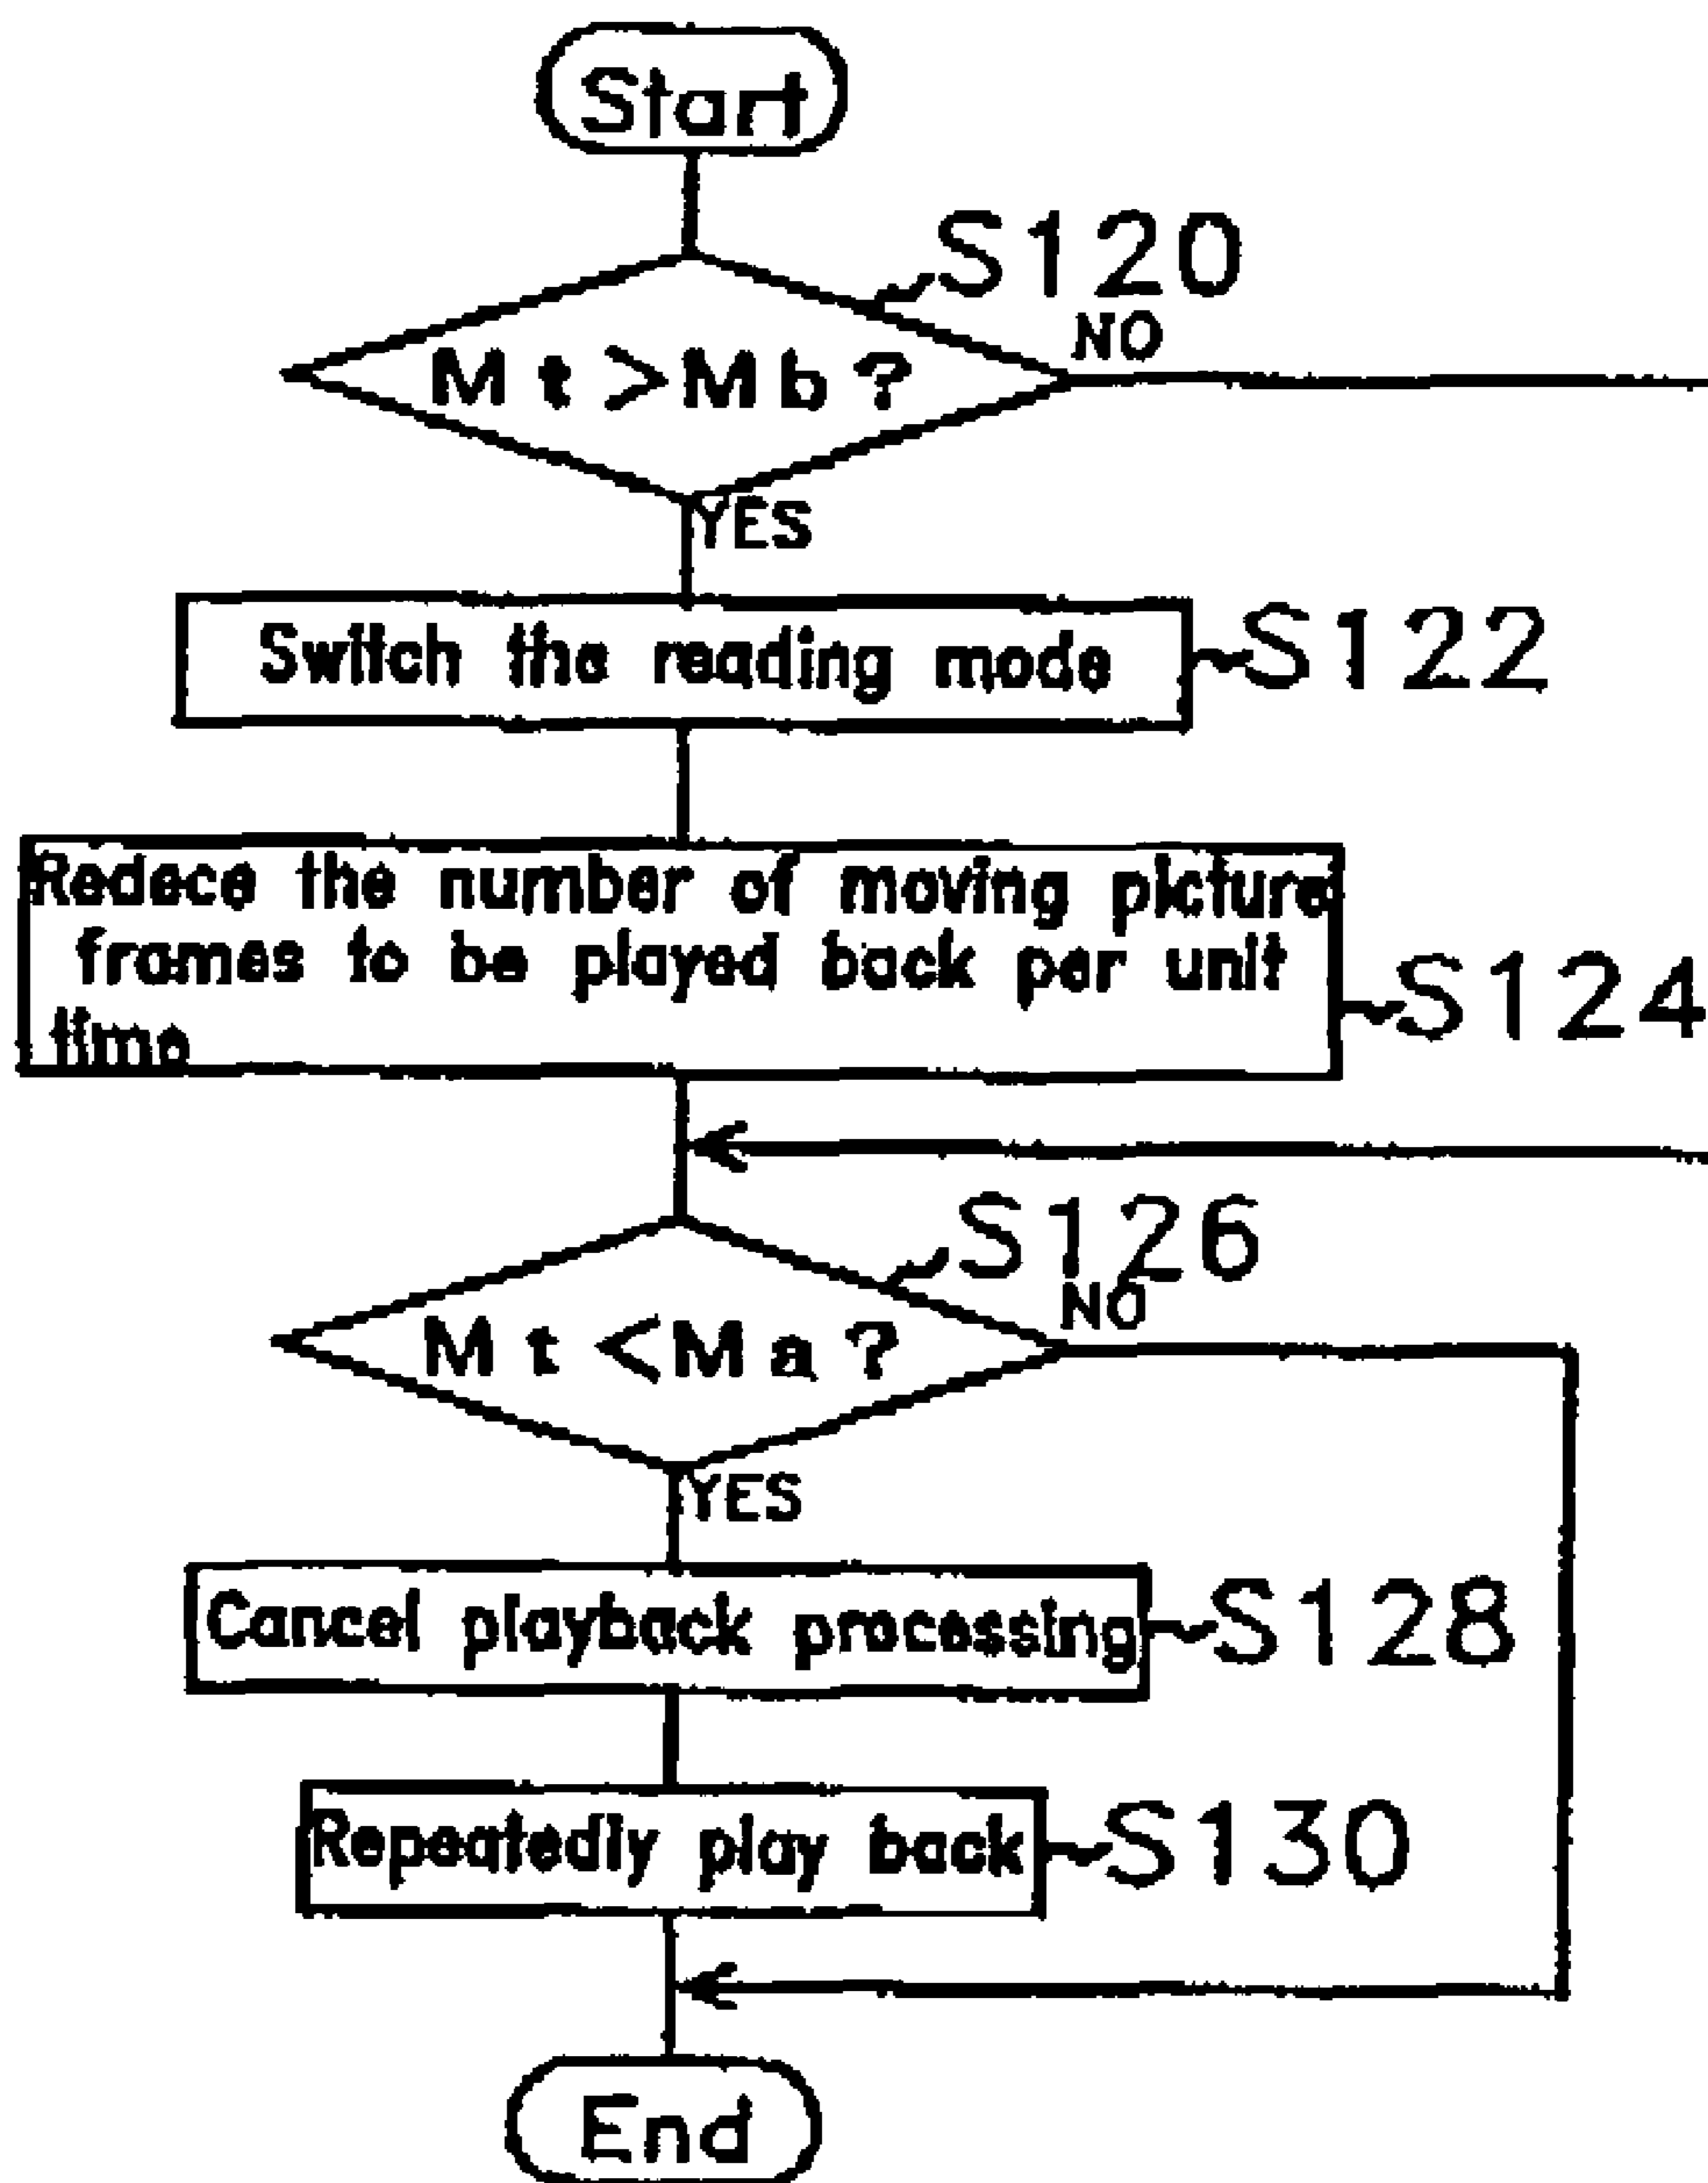 Start
S120
Mt>Mb?
NO
YES
Switch the reading mode
S122
Redece the number of moving picture
frames to be played back per unit
time
S124
S126
Mt<Ma?
NO
YES
Cancel playback processing
S128
Repeatedly play back
S130
End